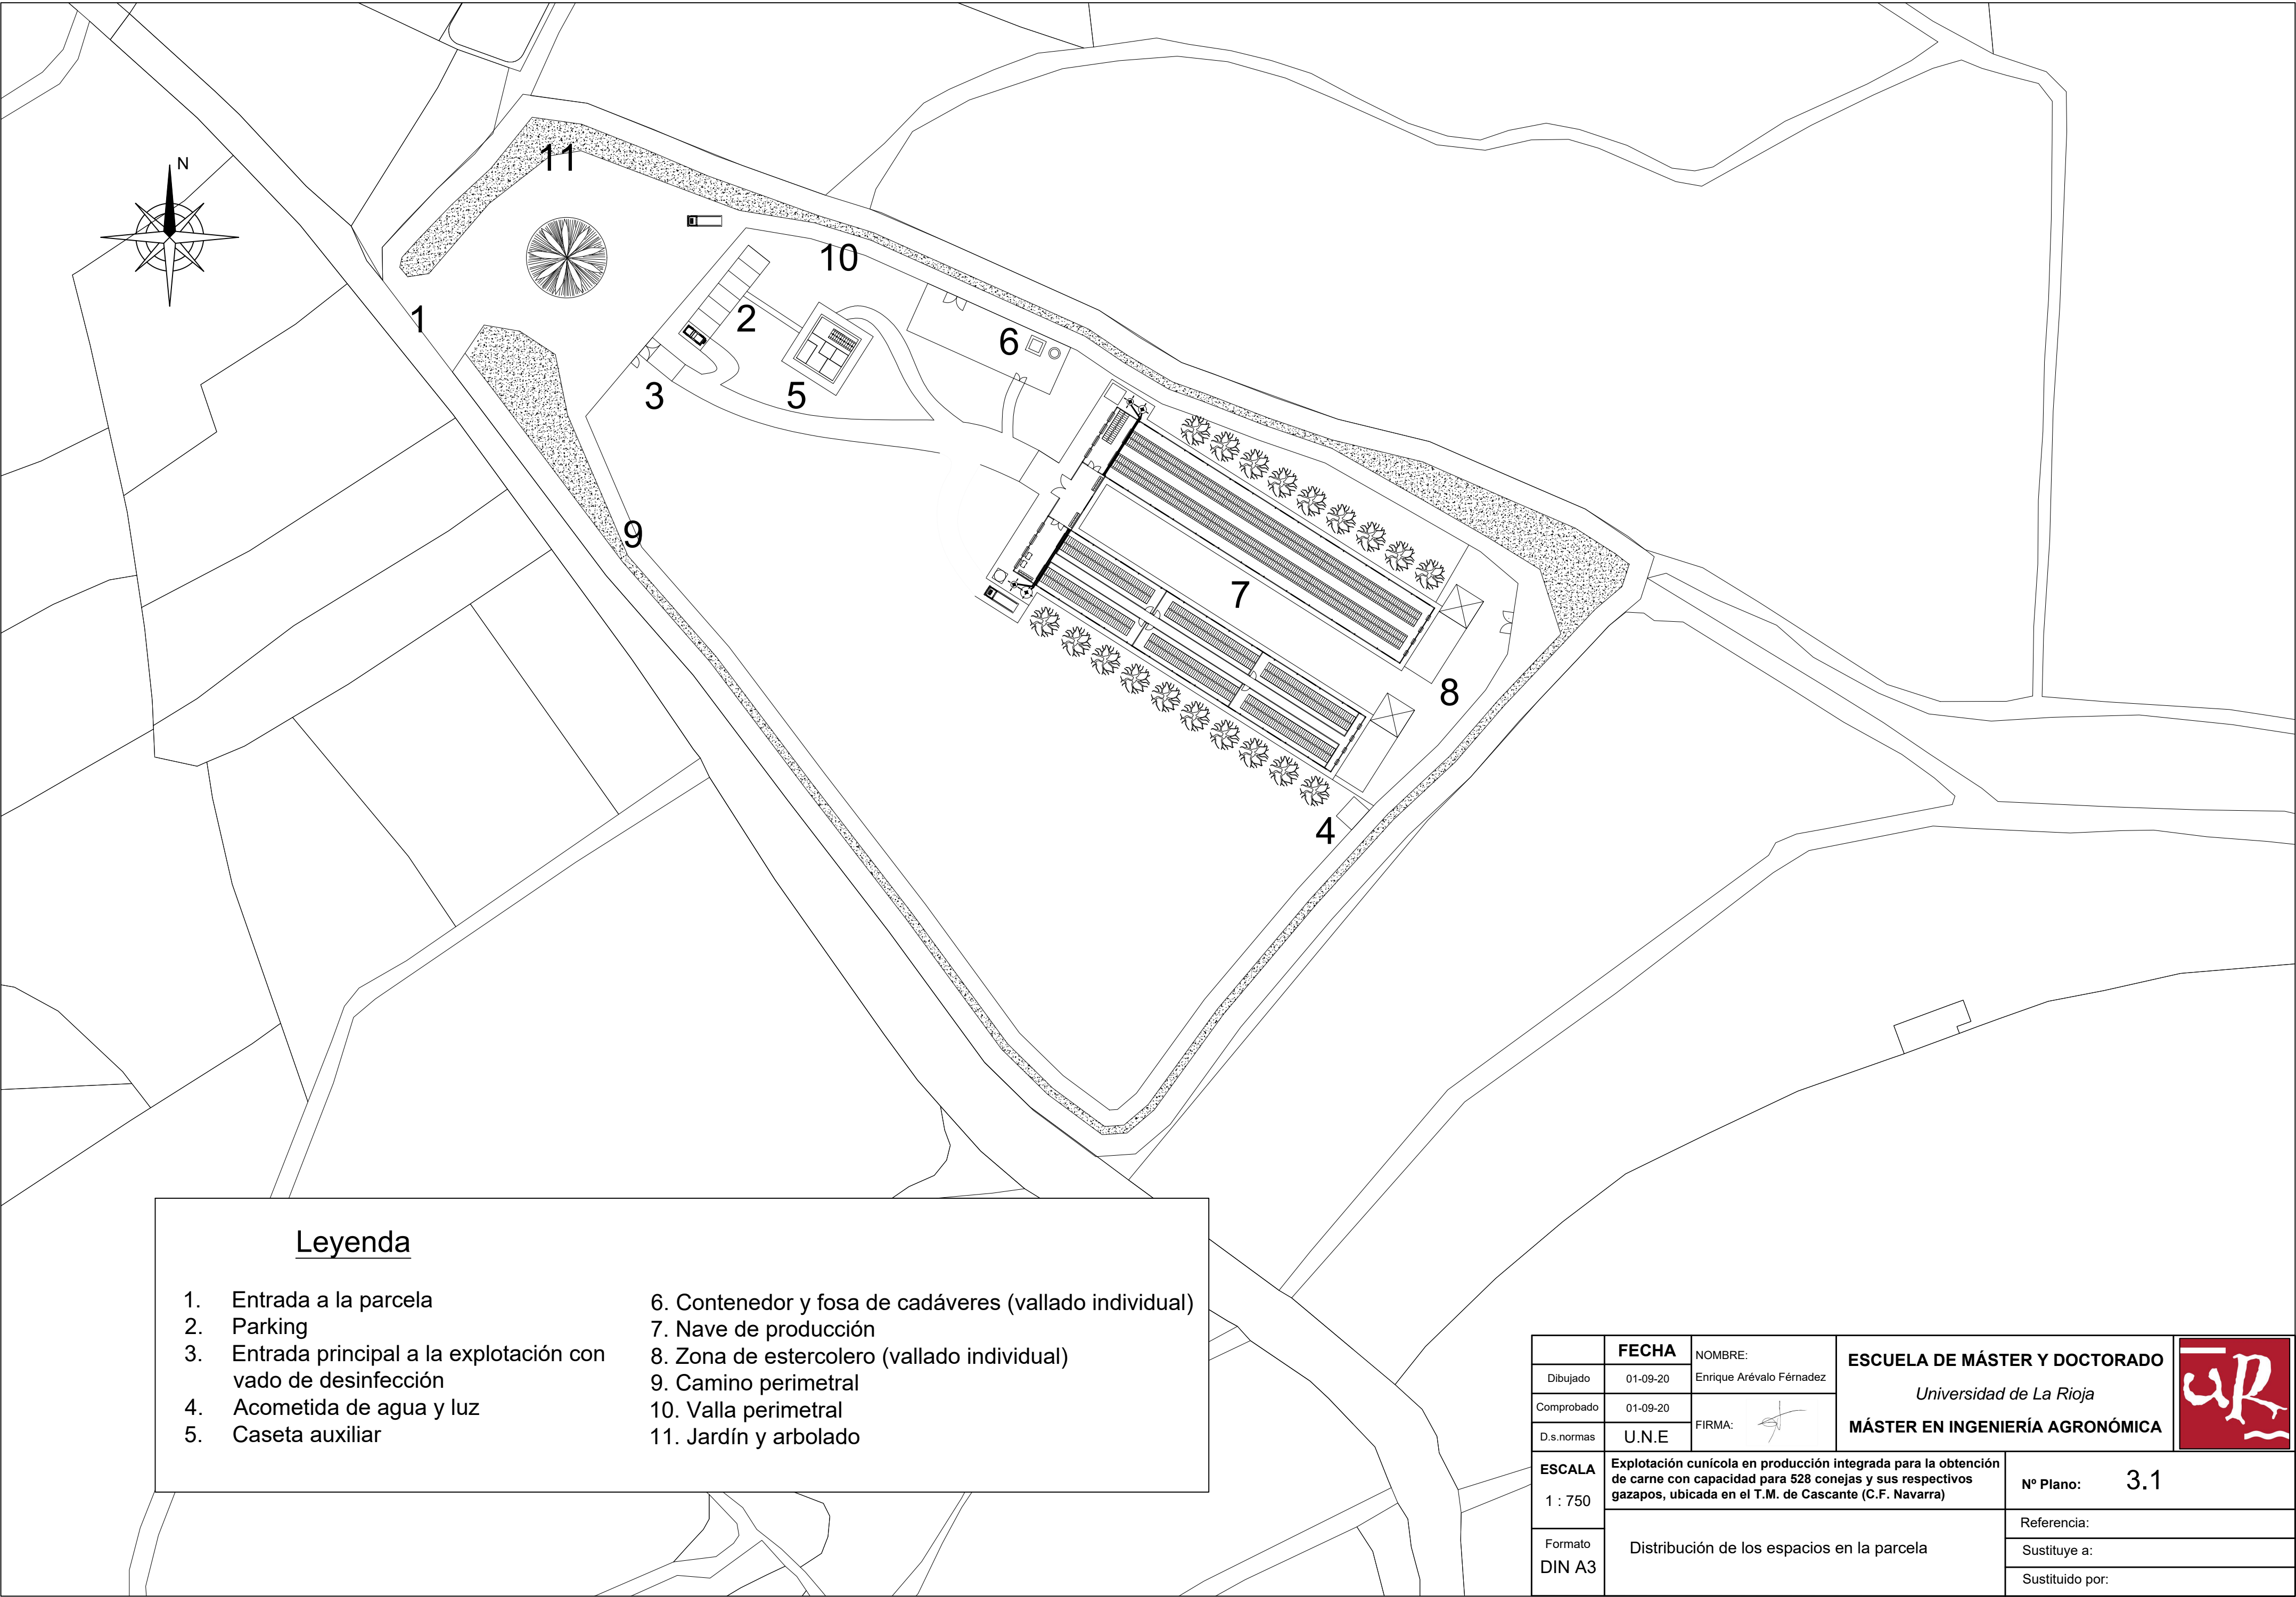 N
11
10
1
2
6
3
5
9
7
8
4
Leyenda
1. Entrada a la parcela
2. Parking
3. Entrada principal a la explotación con
vado de desinfección
4. Acometida de agua y luz
5. Caseta auxiliar
6. Contenedor y fosa de cadáveres (vallado individual)
7. Nave de producción
8. Zona de estercolero (vallado individual)
9. Camino perimetral
10. Valla perimetral
11. Jardín y arbolado
FECHA
Dibujado 01-09-20
Comprobado 01-09-20
D.s.normas U.N.E
NOMBRE:
Enrique Arévalo Férnadez
FIRMA:
ESCUELA DE MÁSTER Y DOCTORADO
Universidad de La Rioja
MÁSTER EN INGENIERÍA AGRONÓMICA
uR
ESCALA
1 : 750
Explotación cunícola en producción integrada para la obtención
de carne con capacidad para 528 conejas y sus respectivos
gazapos, ubicada en el T.M. de Cascante (C.F. Navarra)
Nº Plano: 3.1
Formato
DIN A3
Distribución de los espacios en la parcela
Referencia:
Sustituye a:
Sustituido por: